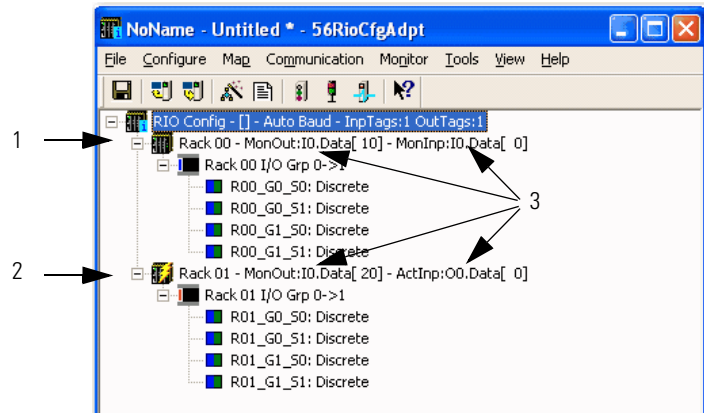 NoName - Untitled * - 56RioCfgAdpt
File Configure Map Communication Monitor Tools View Help
RIO Config - [] - Auto Baud - InpTags:1 OutTags:1
1
Rack 00 - MonOut:I0.Data[ 10] - MonInp:I0.Data[ 0]
Rack 00 I/O Grp 0->1
R00_G0_S0: Discrete
3
R00_G0_S1: Discrete
R00_G1_S0: Discrete
R00_G1_S1: Discrete
2
Rack 01 - MonOut:I0.Data[ 20] - ActInp:O0.Data[ 0]
Rack 01 I/O Grp 0->1
R01_G0_S0: Discrete
R01_G0_S1: Discrete
R01_G1_S0: Discrete
R01_G1_S1: Discrete